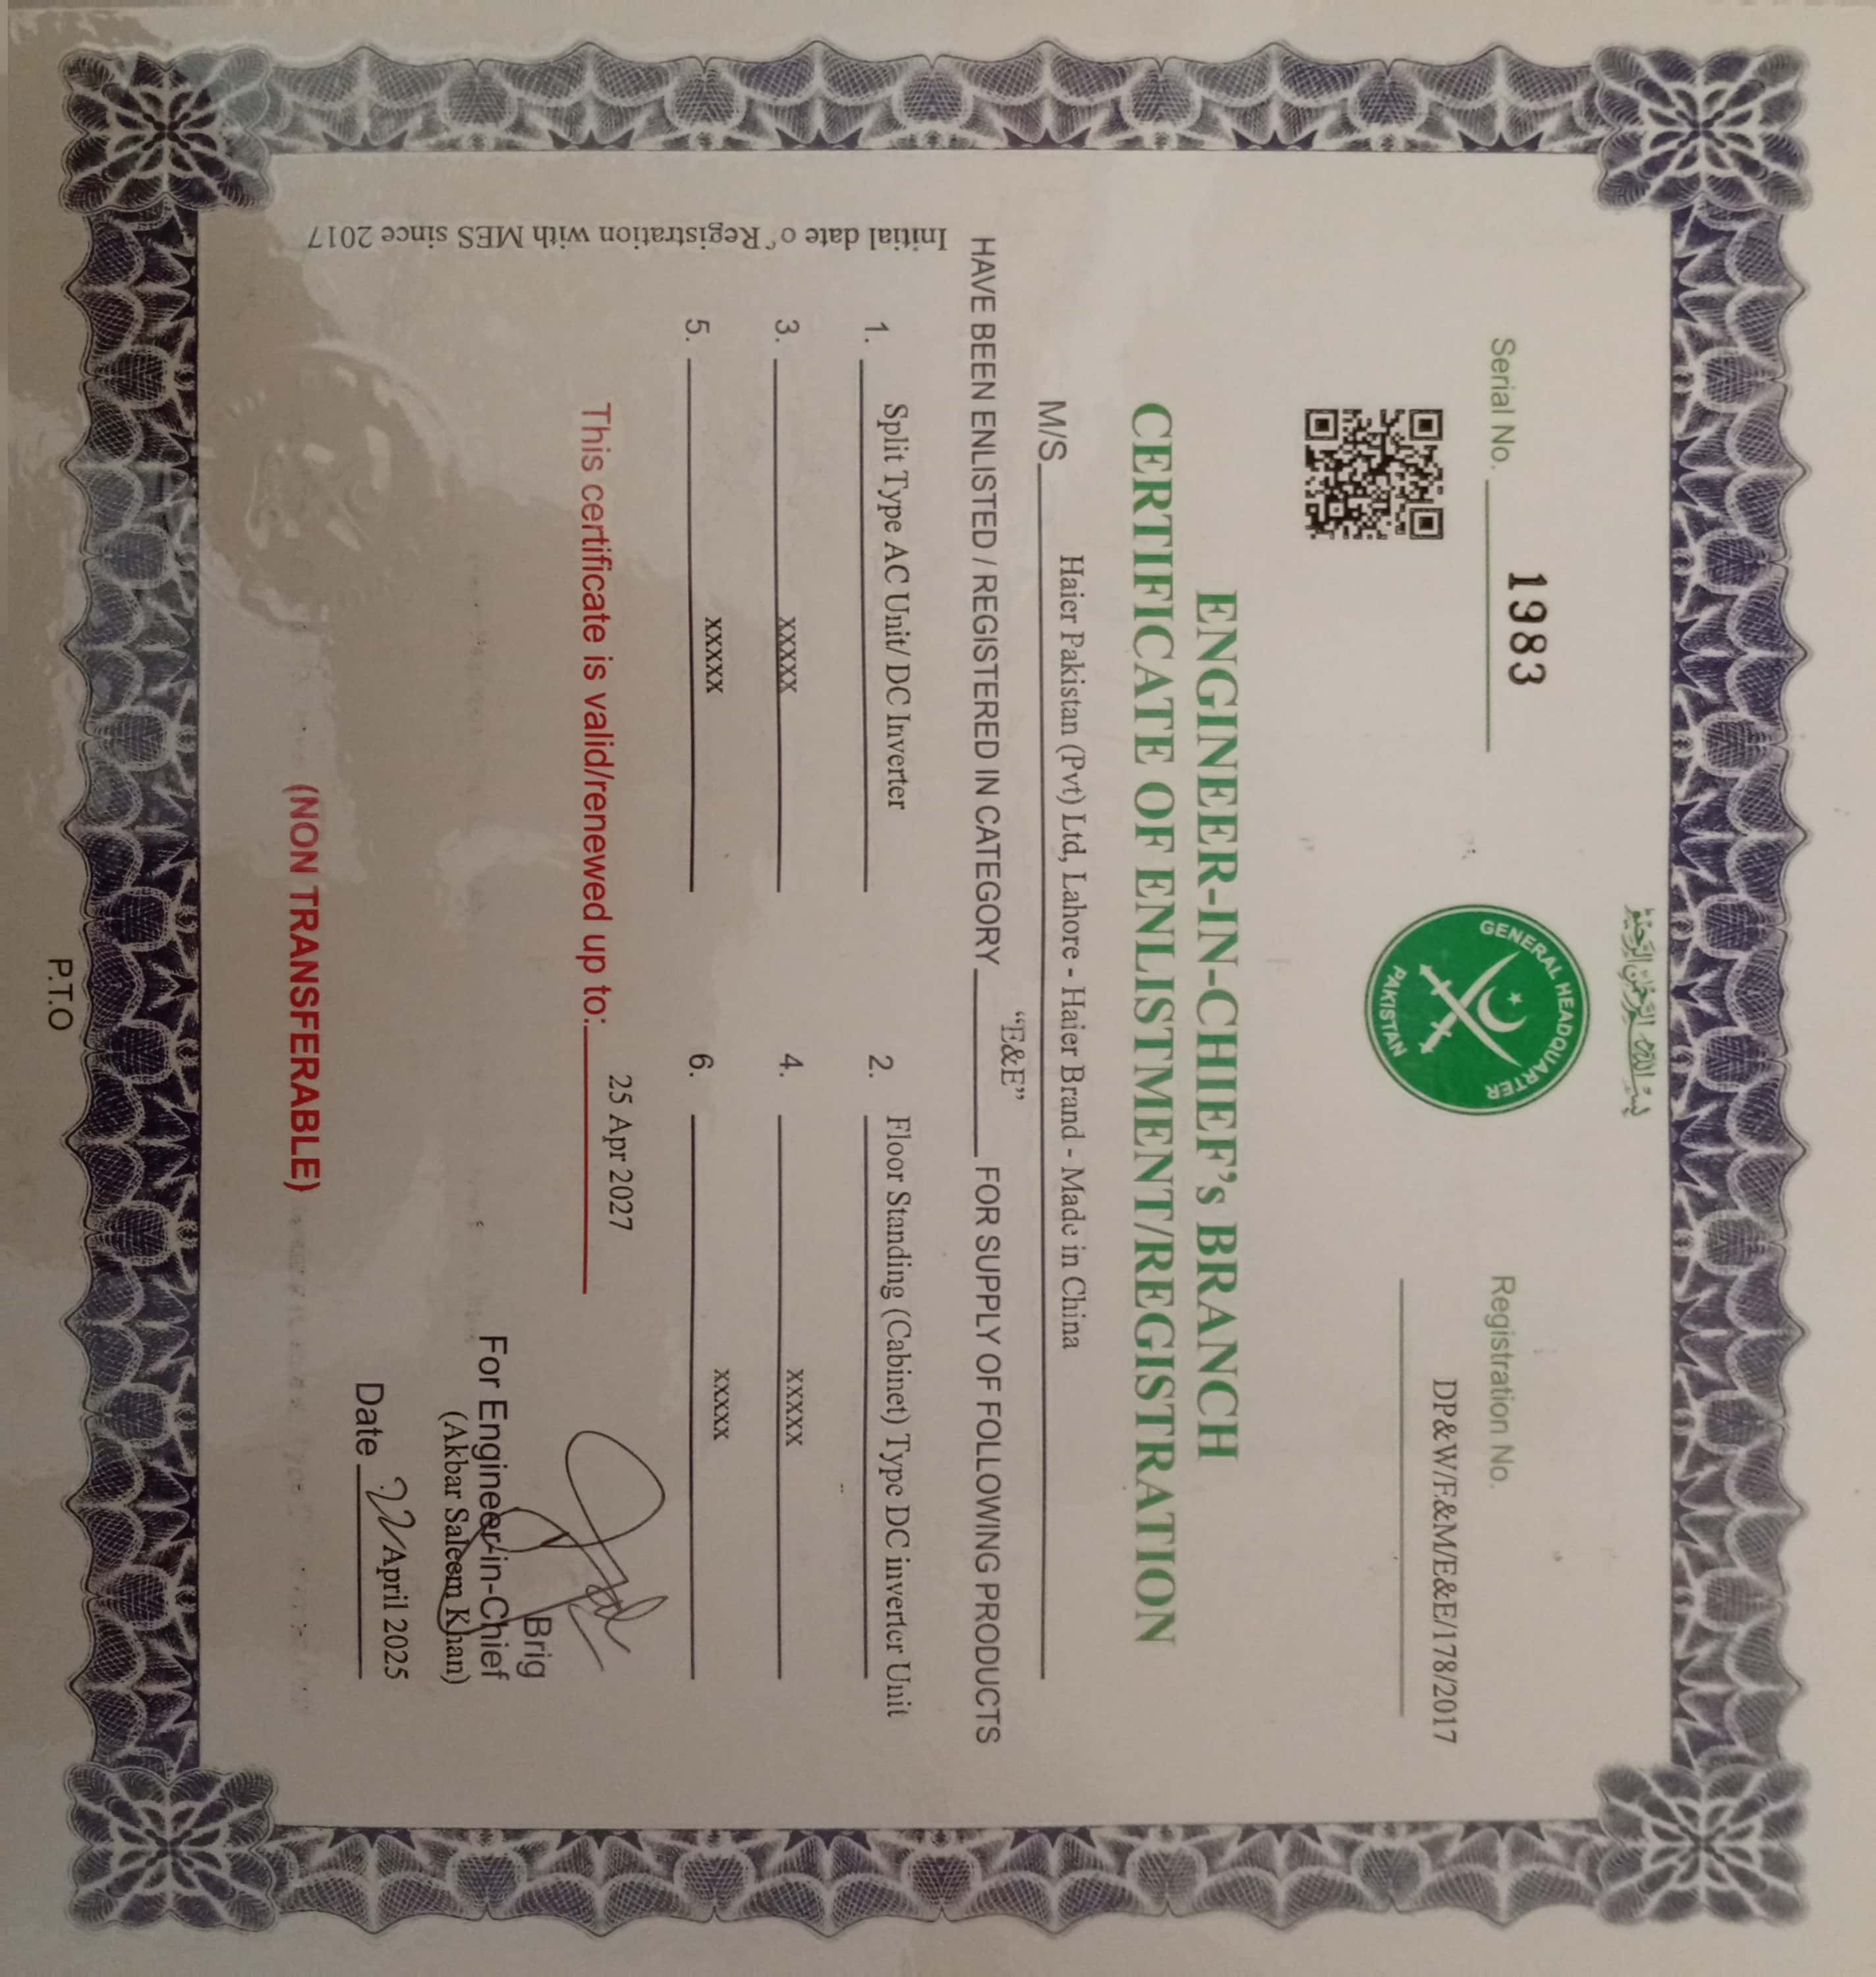 بسم الله الرحمن الرحيم
Serial No. 1983
GENERAL HEADQUARTER
PAKISTAN
Registration No.
DP&W/E&M/E&E/178/2017
ENGINEER-IN-CHIEF's BRANCH
CERTIFICATE OF ENLISTMENT/REGISTRATION
M/S Haier Pakistan (Pvt) Ltd, Lahore - Haier Brand - Made in China
HAVE BEEN ENLISTED / REGISTERED IN CATEGORY "E&E" FOR SUPPLY OF FOLLOWING PRODUCTS
1. Split Type AC Unit/ DC Inverter
2. Floor Standing (Cabinet) Type DC inverter Unit
3. xxxxx
4. xxxxx
5. xxxxx
6. xxxxx
This certificate is valid/renewed up to: 25 Apr 2027
Brig
For Engineer-in-Chief
(Akbar Saleem Khan)
Date 22 April 2025
(NON TRANSFERABLE)
Initial date of Registration with MES since 2017
P.T.O